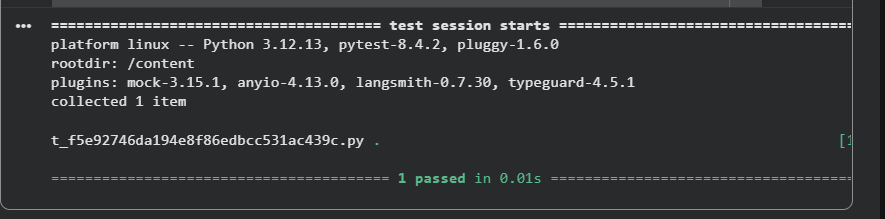 ••• ====================================== test session starts ==================================
platform linux -- Python 3.12.13, pytest-8.4.2, pluggy-1.6.0
rootdir: /content
plugins: mock-3.15.1, anyio-4.13.0, langsmith-0.7.30, typeguard-4.5.1
collected 1 item
t_f5e92746da194e8f86edbcc531ac439c.py . [1
======================================= 1 passed in 0.01s ===================================